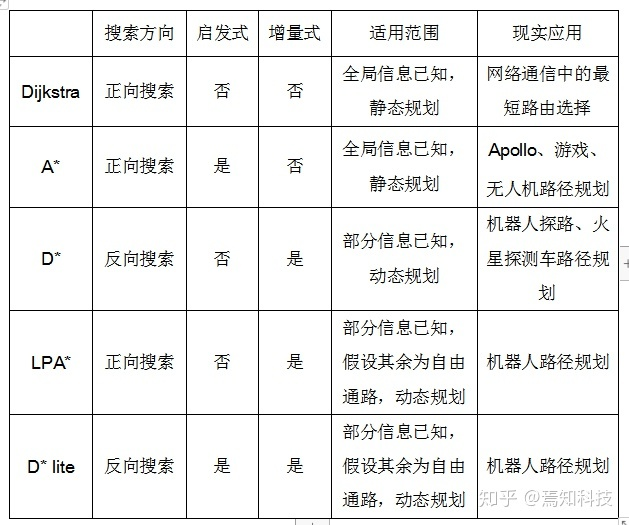 搜索方向 启发式 增量式 适用范围 现实应用
Dijkstra 正向搜索 否 否 全局信息已知，
静态规划 网络通信中的最
短路由选择
A* 正向搜索 是 否 全局信息已知，
静态规划 Apollo、游戏、
无人机路径规划
D* 反向搜索 否 是 部分信息已知，
动态规划 机器人探路、火
星探测车路径规
划
LPA* 正向搜索 否 是 部分信息已知，
假设其余为自由
通路，动态规划 机器人路径规划
D* lite 反向搜索 是 是 部分信息已知，
假设其余为自由
通路，动态规划 机器人路径规划
知乎 @焉知科技